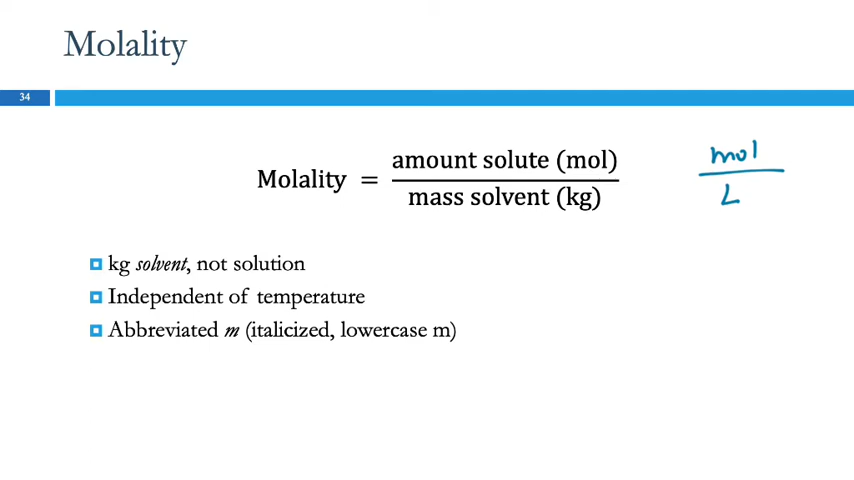 Molality
34
Molality = amount solute (mol) / mass solvent (kg)
mol / L
kg solvent, not solution
Independent of temperature
Abbreviated m (italicized, lowercase m)